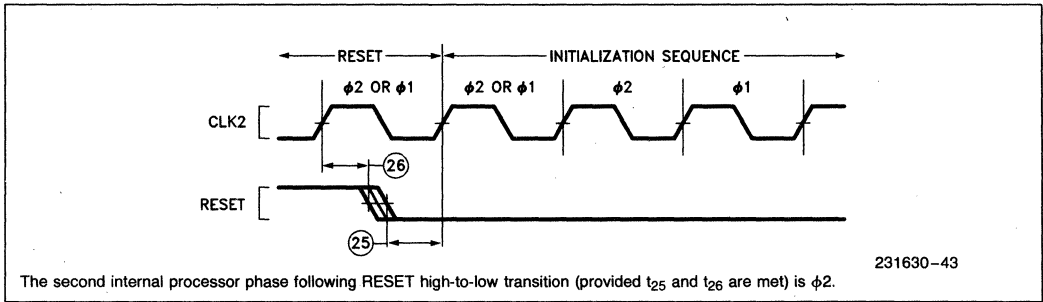 RESET INITIALIZATION SEQUENCE
ϕ2 OR ϕ1 ϕ2 OR ϕ1 ϕ2 ϕ1
CLK2
26
RESET
25
231630–43
The second internal processor phase following RESET high-to-low transition (provided t25 and t26 are met) is ϕ2.